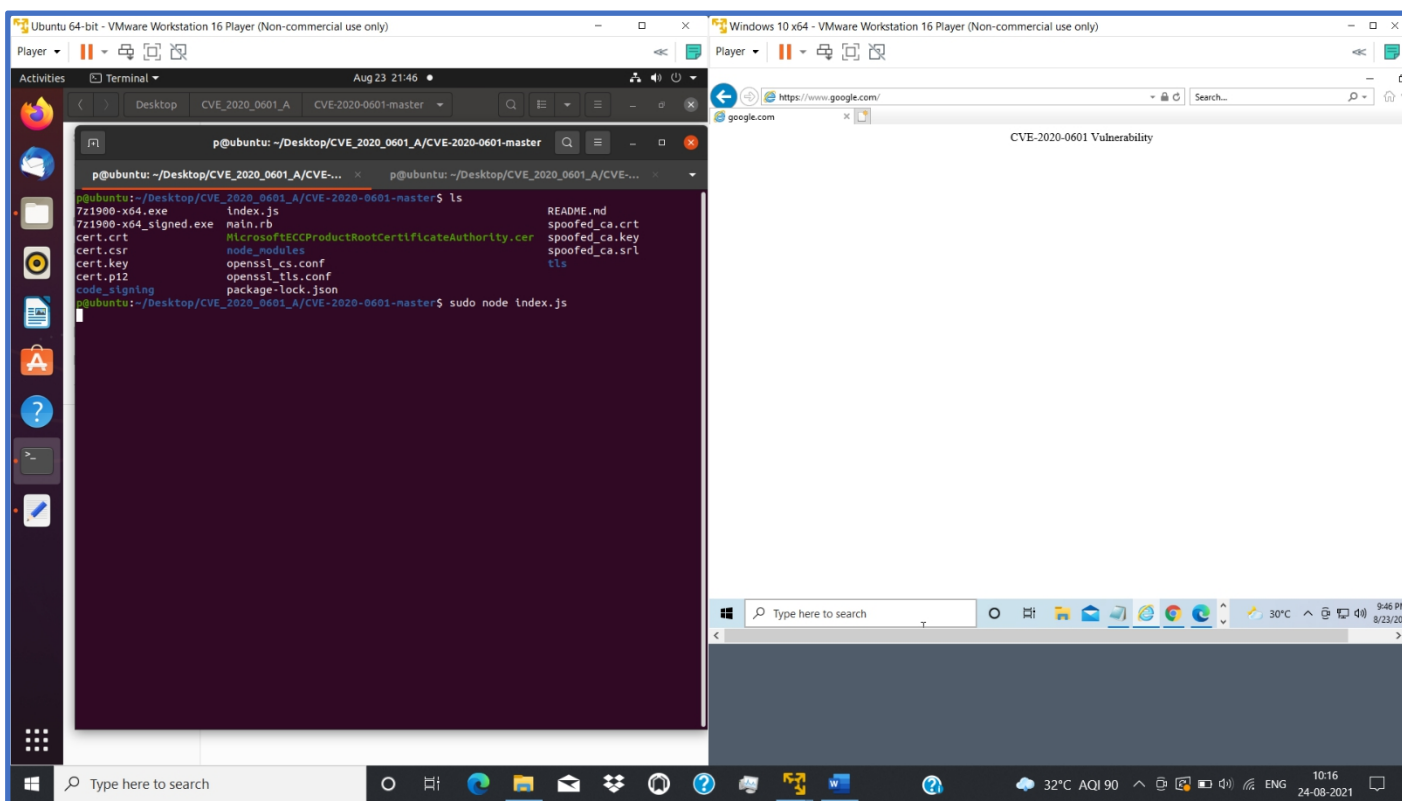 Ubuntu 64-bit - VMware Workstation 16 Player (Non-commercial use only)
Player
Activities Terminal Aug 23 21:46
Desktop CVE_2020_0601_A CVE-2020-0601-master
p@ubuntu: ~/Desktop/CVE_2020_0601_A/CVE-2020-0601-master
p@ubuntu: ~/Desktop/CVE_2020_0601_A/CVE-... p@ubuntu: ~/Desktop/CVE_2020_0601_A/CVE-...
p@ubuntu:~/Desktop/CVE_2020_0601_A/CVE-2020-0601-master$ ls
7z1900-x64.exe index.js README.md
7z1900-x64_signed.exe main.rb spoofed_ca.crt
cert.crt MicrosoftECCProductRootCertificateAuthority.cer spoofed_ca.key
cert.csr node_modules spoofed_ca.srl
cert.key openssl_cs.conf tls
cert.p12 openssl_tls.conf
code_signing package-lock.json
p@ubuntu:~/Desktop/CVE_2020_0601_A/CVE-2020-0601-master$ sudo node index.js
Windows 10 x64 - VMware Workstation 16 Player (Non-commercial use only)
Player
https://www.google.com/ Search...
google.com
CVE-2020-0601 Vulnerability
Type here to search 30°C 9:46 PM
8/23/20
Type here to search 32°C AQI 90 ENG 10:16
24-08-2021